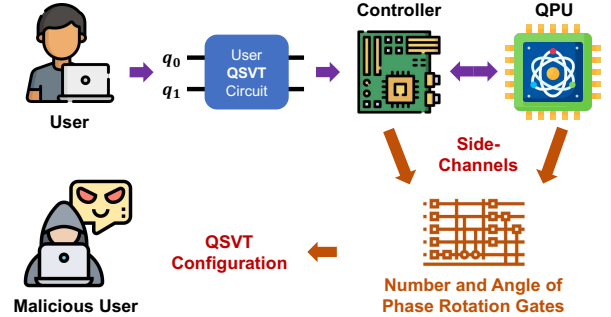 Controller
QPU
q0
q1
User
QSVT
Circuit
User
Side-
Channels
QSVT
Configuration
Malicious User
Number and Angle of
Phase Rotation Gates